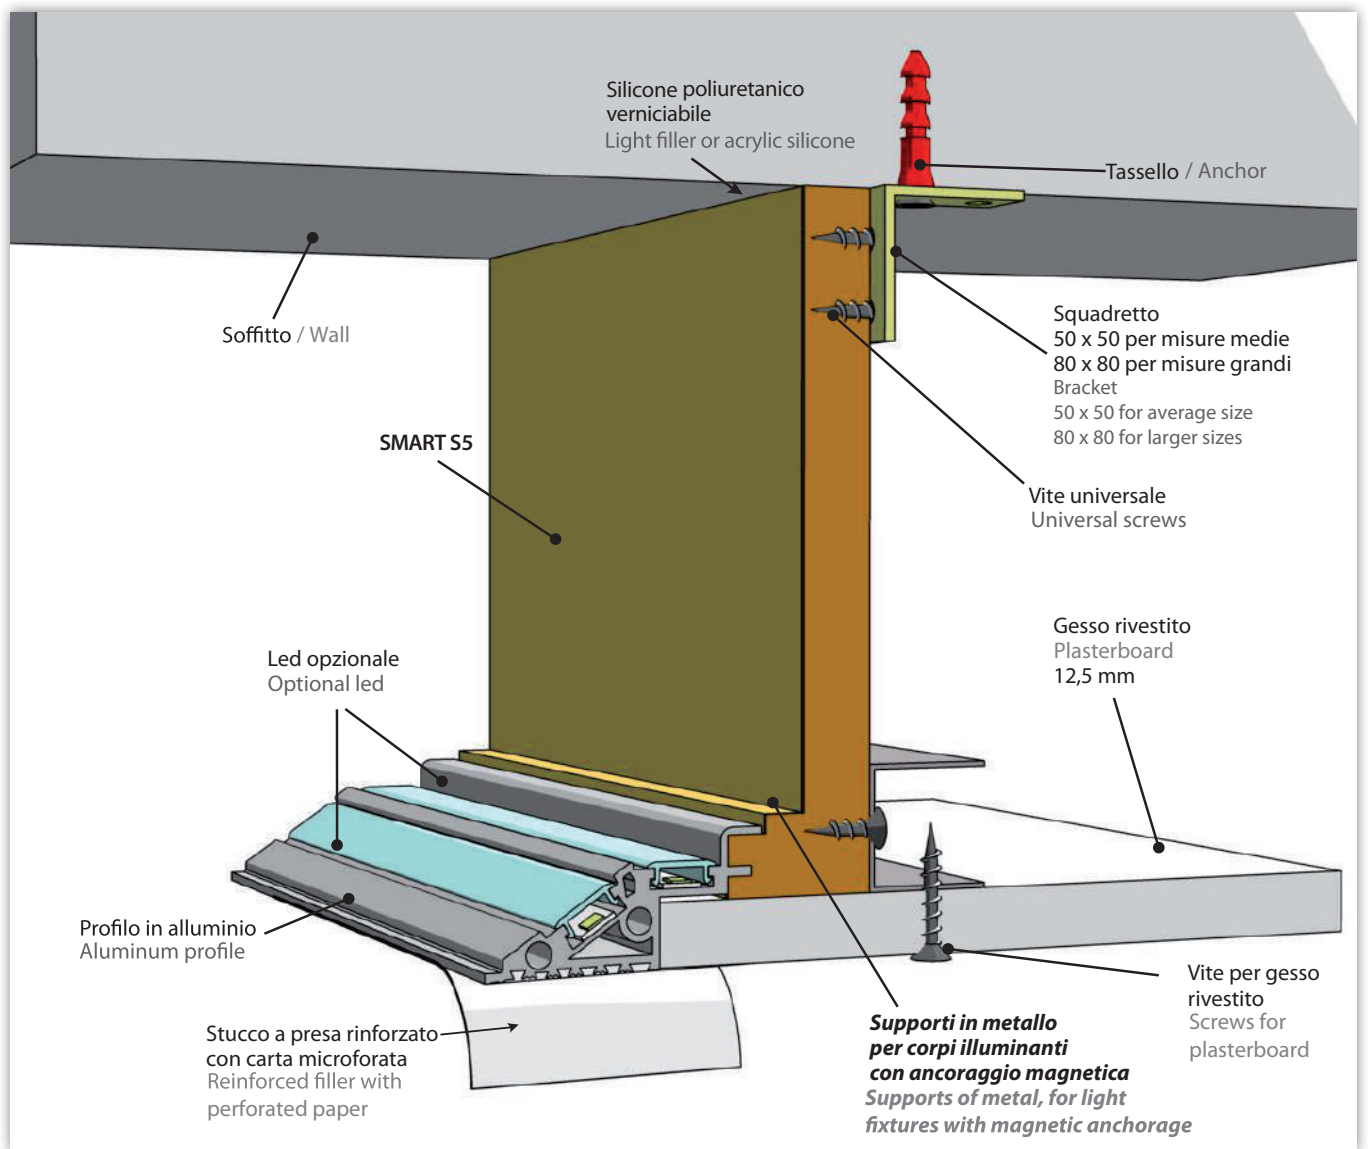 Silicone poliuretanico
verniciabile
Light filler or acrylic silicone
Tassello / Anchor
Soffitto / Wall
Squadretto
50 x 50 per misure medie
80 x 80 per misure grandi
Bracket
50 x 50 for average size
80 x 80 for larger sizes
SMART S5
Vite universale
Universal screws
Gesso rivestito
Plasterboard
12,5 mm
Led opzionale
Optional led
Profilo in alluminio
Aluminum profile
Vite per gesso
rivestito
Screws for
plasterboard
Stucco a presa rinforzato
con carta microforata
Reinforced filler with
perforated paper
Supporti in metallo
per corpi illuminanti
con ancoraggio magnetica
Supports of metal, for light
fixtures with magnetic anchorage